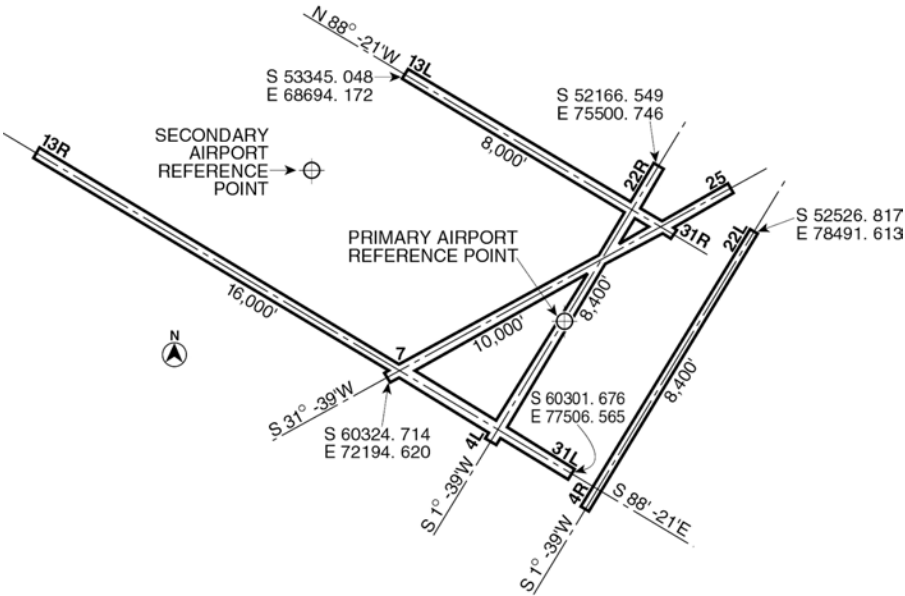 N 88° -21'W
13L
S 53345. 048
E 68694. 172
S 52166. 549
E 75500. 746
13R
SECONDARY
AIRPORT
REFERENCE
POINT
8,000'
22R
25
S 52526. 817
E 78491. 613
31R
22L
PRIMARY AIRPORT
REFERENCE POINT
16,000'
8,400'
10,000'
N
7
8,400'
S 31° -39'W
S 60301. 676
E 77506. 565
S 60324. 714
E 72194. 620
4L
31L
4R
S 88' -21'E
S 1° -39'W
S 1° -39'W